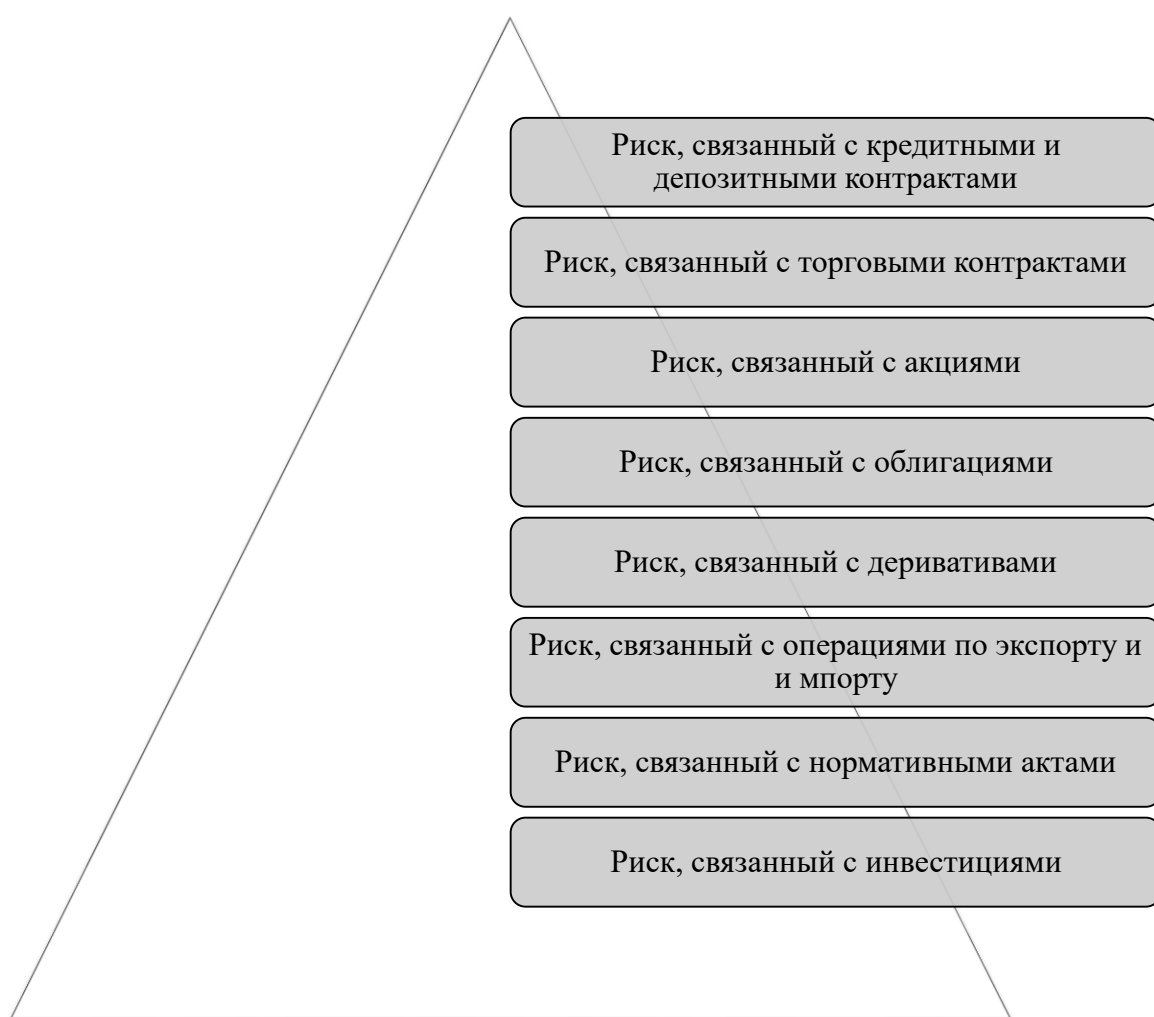 Риск, связанный с кредитными и
депозитными контрактами
Риск, связанный с торговыми контрактами
Риск, связанный с акциями
Риск, связанный с облигациями
Риск, связанный с деривативами
Риск, связанный с операциями по экспорту и
и мпорту
Риск, связанный с нормативными актами
Риск, связанный с инвестициями